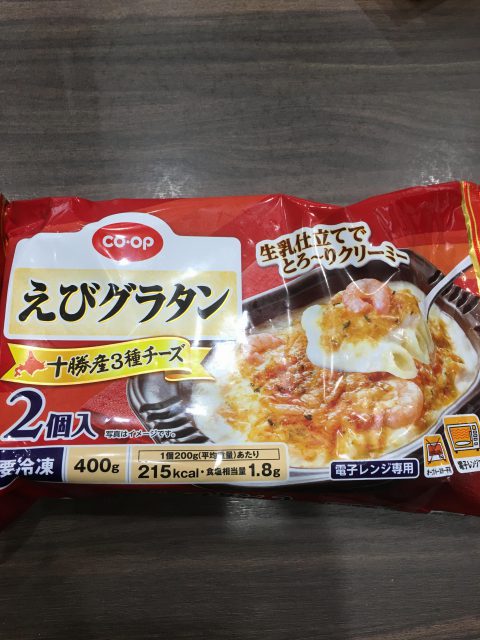 co·op
えびグラタン
十勝産3種チーズ
2個入
写真はイメージです。
生乳仕立てで
とろ〜りクリーミー
要冷凍
400g
1個200g(平均重量)あたり
215kcal・食塩相当量1.8g
電子レンジ専用